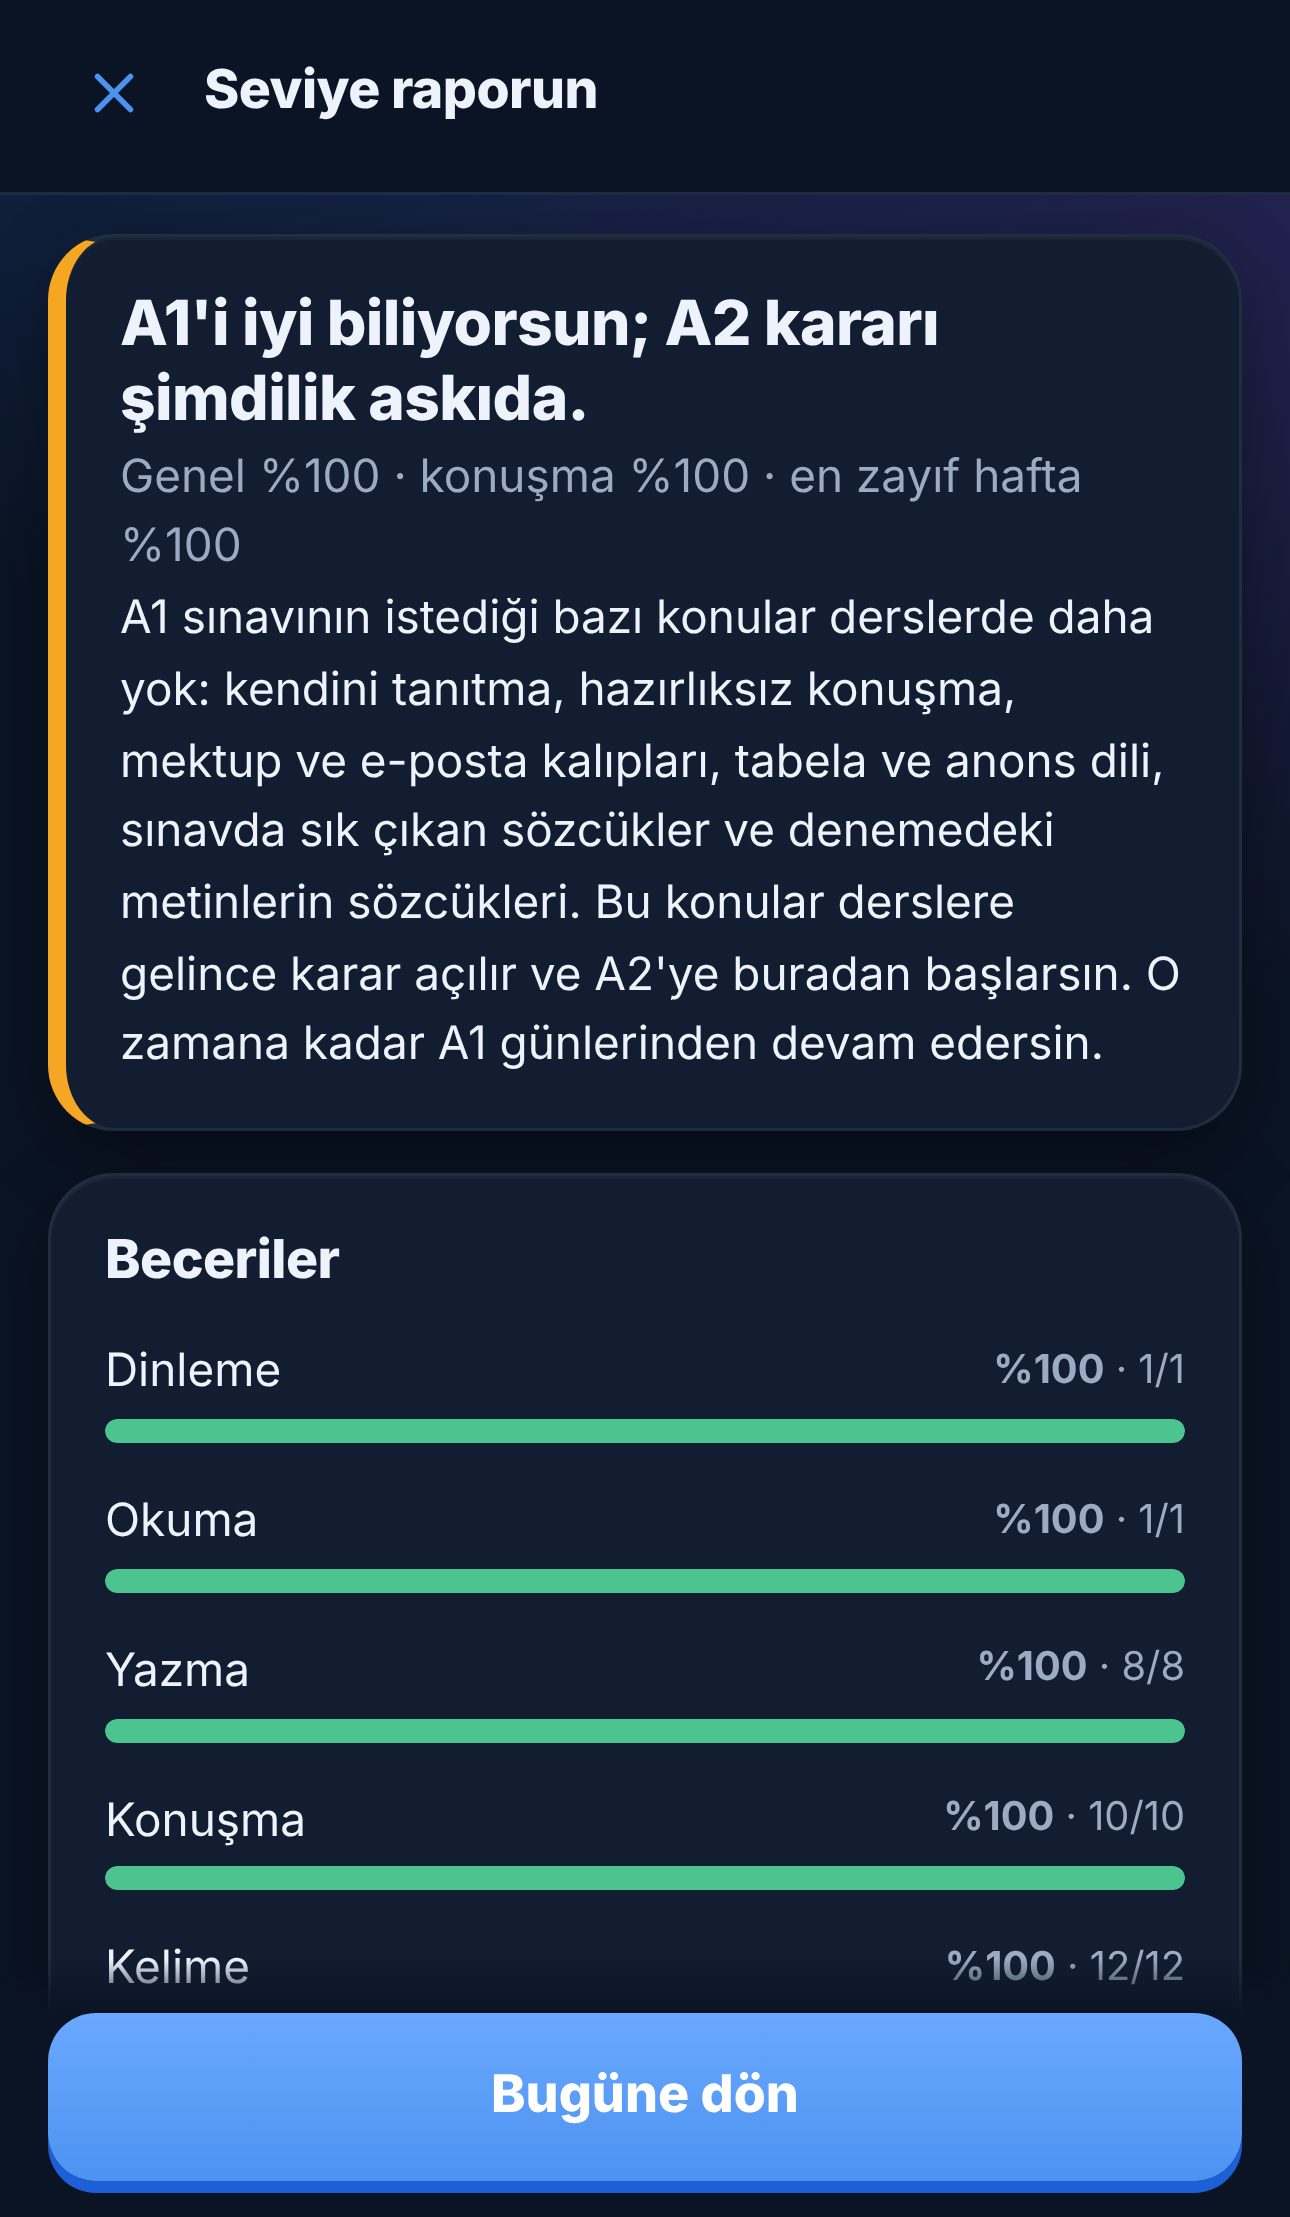 Seviye raporun
A1'i iyi biliyorsun; A2 kararı
şimdilik askıda.
Genel %100 · konuşma %100 · en zayıf hafta
%100
A1 sınavının istediği bazı konular derslerde daha
yok: kendini tanıtma, hazırlıksız konuşma,
mektup ve e-posta kalıpları, tabela ve anons dili,
sınavda sık çıkan sözcükler ve denemedeki
metinlerin sözcükleri. Bu konular derslere
gelince karar açılır ve A2'ye buradan başlarsın. O
zamana kadar A1 günlerinden devam edersin.
Beceriler
Dinleme %100 · 1/1
Okuma %100 · 1/1
Yazma %100 · 8/8
Konuşma %100 · 10/10
Kelime %100 · 12/12
Bugüne dön